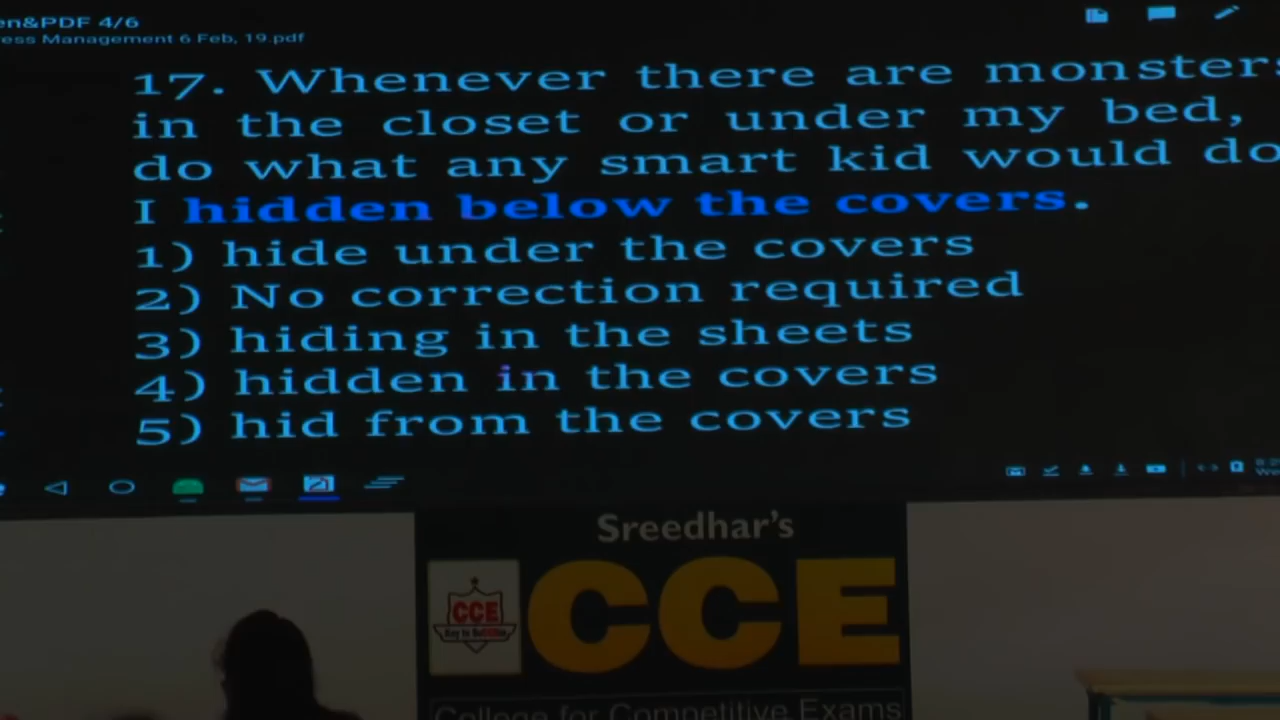 en&PDF 4/6
ess Management 6 Feb, 19.pdf
17. Whenever there are monsters
in the closet or under my bed,
do what any smart kid would do
I hidden below the covers.
1) hide under the covers
2) No correction required
3) hiding in the sheets
4) hidden in the covers
5) hid from the covers
Sreedhar's
CCE
CCE
College for Competitive Exams